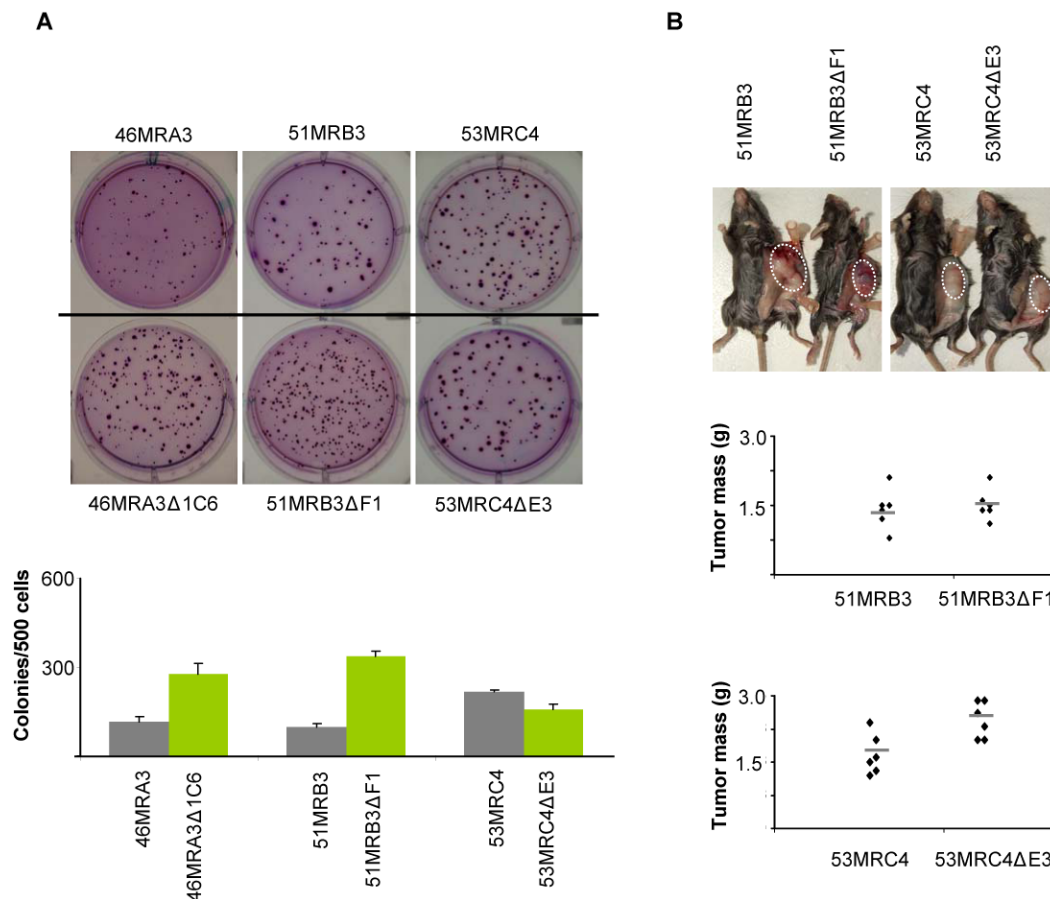 A
46MRA3 51MRB3 53MRC4
46MRA3Δ1C6 51MRB3ΔF1 53MRC4ΔE3
Colonies/500 cells
600
300
46MRA3
46MRA3Δ1C6
51MRB3
51MRB3ΔF1
53MRC4
53MRC4ΔE3
B
51MRB3
51MRB3ΔF1
53MRC4
53MRC4ΔE3
Tumor mass (g)
3.0
1.5
51MRB3 51MRB3ΔF1
Tumor mass (g)
3.0
1.5
53MRC4 53MRC4ΔE3